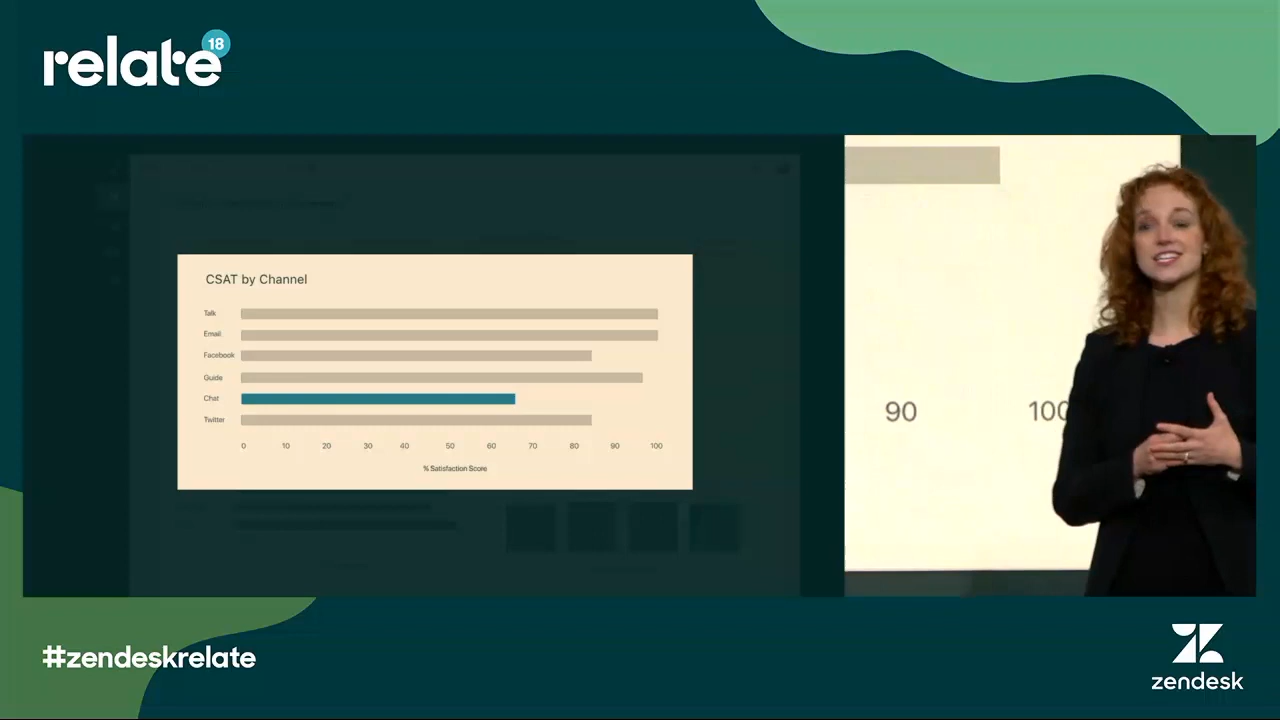 relate 18
CSAT by Channel
Talk
Email
Facebook
Guide
Chat
Twitter
0 10 20 30 40 50 60 70 80 90 100
% Satisfaction Score
90 100
#zendeskrelate
zendesk